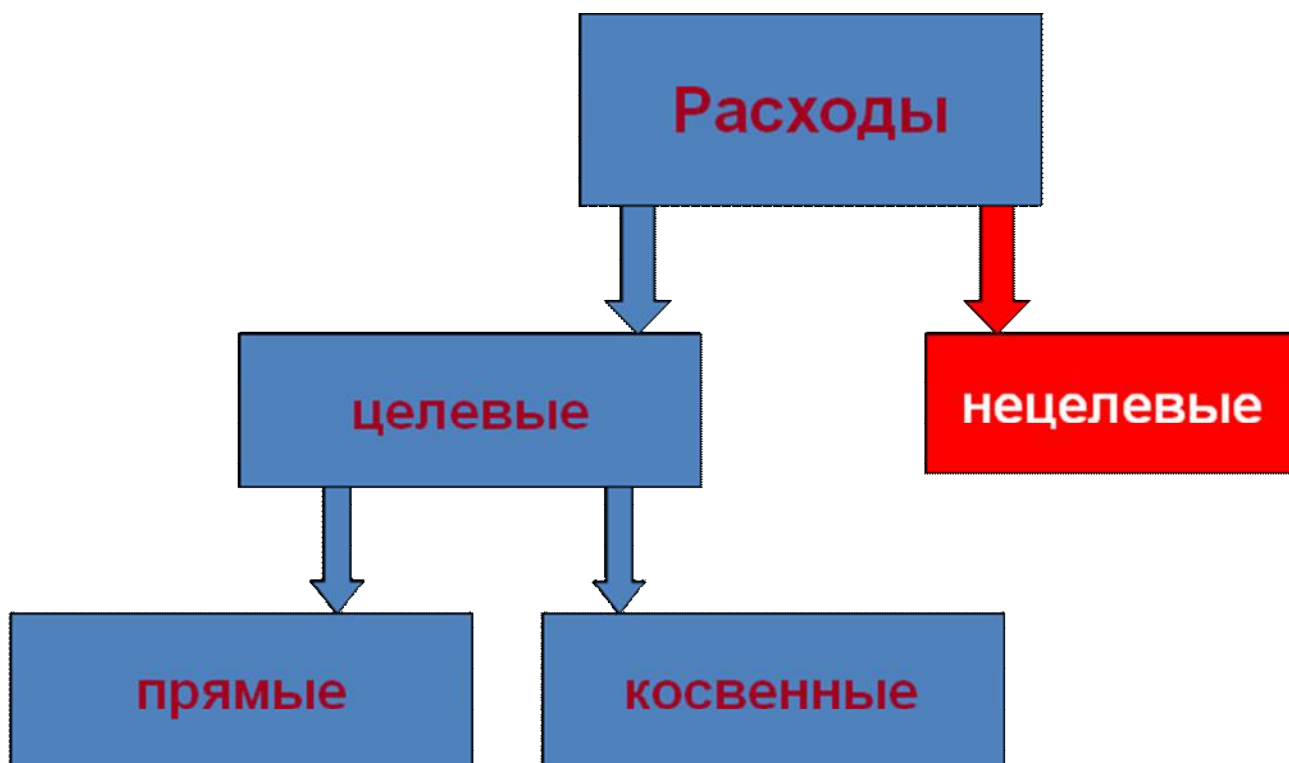 Расходы
целевые
нецелевые
прямые
косвенные